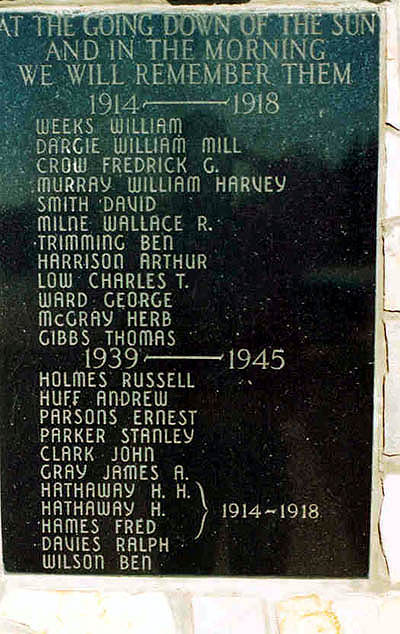 AT THE GOING DOWN OF THE SUN
AND IN THE MORNING
WE WILL REMEMBER THEM
1914 — 1918
WEEKS WILLIAM
DARGIE WILLIAM MILL
CROW FREDRICK G.
MURRAY WILLIAM HARVEY
SMITH DAVID
MILNE WALLACE R.
TRIMMING BEN
HARRISON ARTHUR
LOW CHARLES T.
WARD GEORGE
McGRAY HERB
GIBBS THOMAS
1939 — 1945
HOLMES RUSSELL
HUFF ANDREW
PARSONS ERNEST
PARKER STANLEY
CLARK JOHN
GRAY JAMES A.
HATHAWAY H. H.
HATHAWAY H.
HAMES FRED
DAVIES RALPH
WILSON BEN
1914-1918